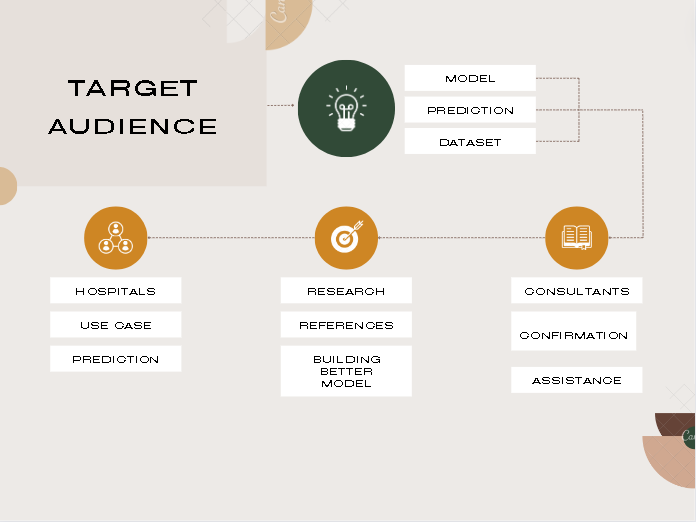 TARGET
AUDIENCE
MODEL
PREDICTION
DATASET
HOSPITALS
USE CASE
PREDICTION
RESEARCH
REFERENCES
BUILDING
BETTER
MODEL
CONSULTANTS
CONFIRMATION
ASSISTANCE